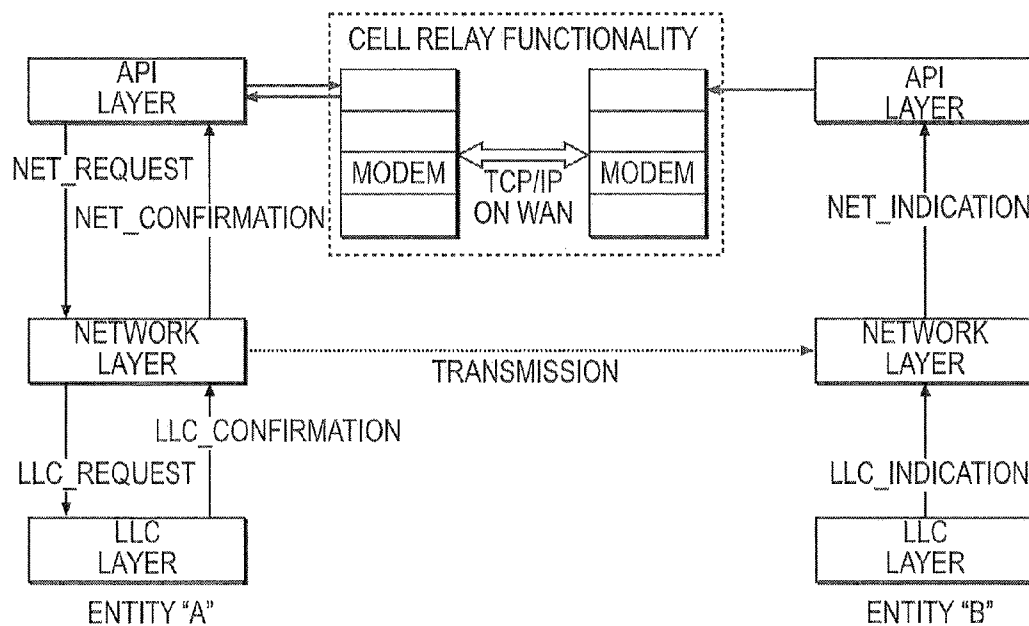 CELL RELAY FUNCTIONALITY
API
LAYER
API
LAYER
MODEM
MODEM
TCP/IP
ON WAN
NET_REQUEST
NET_CONFIRMATION
NET_INDICATION
NETWORK
LAYER
NETWORK
LAYER
TRANSMISSION
LLC_CONFIRMATION
LLC_REQUEST
LLC_INDICATION
LLC
LAYER
LLC
LAYER
ENTITY “A”
ENTITY “B”